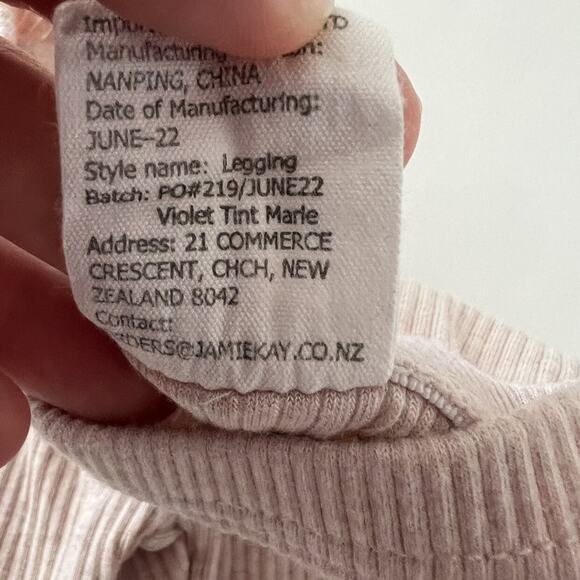 Manufacturing
NANPING, CHINA
Date of Manufacturing:
JUNE-22
Style name: Legging
Batch: PO#219/JUNE22
Violet Tint Marle
Address: 21 COMMERCE
CRESCENT, CHCH, NEW
ZEALAND 8042
Contact:
DERS@JAMIEKAY.CO.NZ